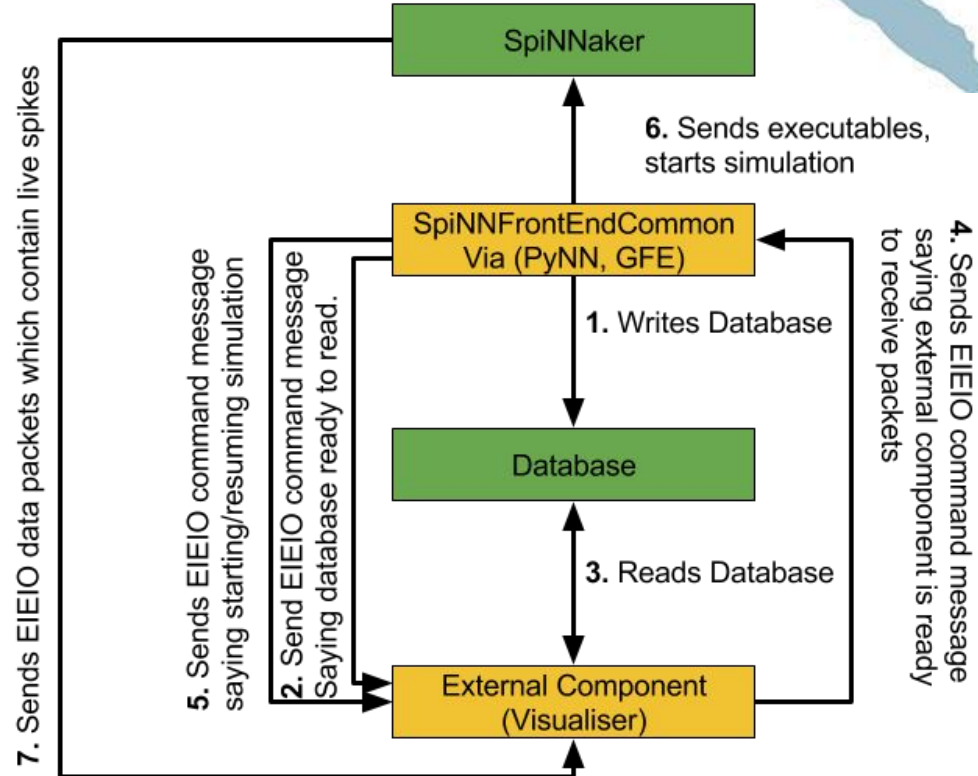 SpiNNaker
6. Sends executables,
starts simulation
SpiNNFrontEndCommon
Via (PyNN, GFE)
1. Writes Database
Database
3. Reads Database
External Component
(Visualiser)
7. Sends EIEIO data packets which contain live spikes
5. Sends EIEIO command message
saying starting/resuming simulation
2. Send EIEIO command message
Saying database ready to read.
4. Sends EIEIO command message
saying external component is ready
to receive packets